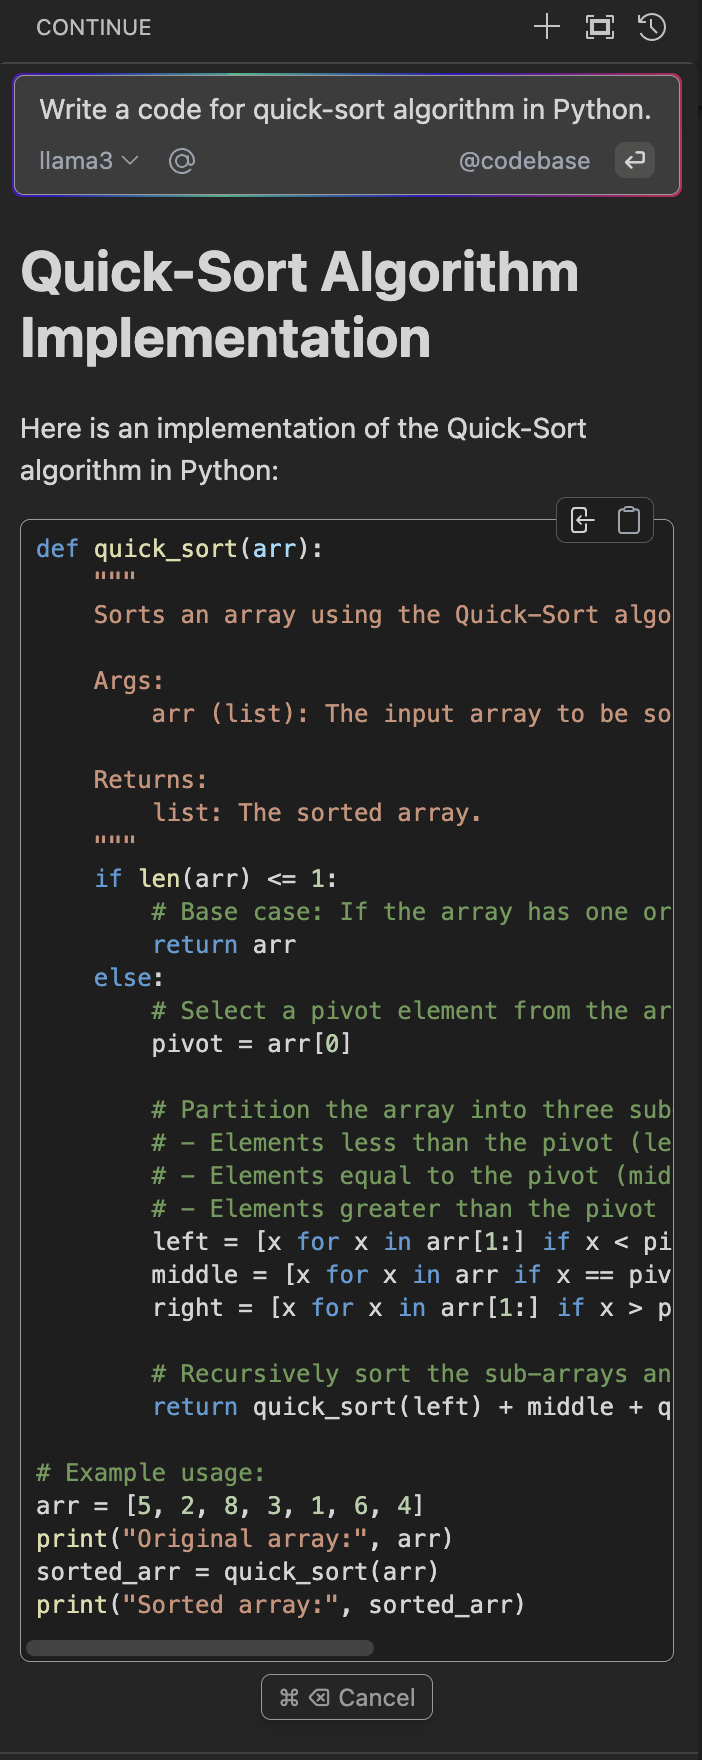 CONTINUE
Write a code for quick-sort algorithm in Python.
llama3 @codebase
Quick-Sort Algorithm
Implementation
Here is an implementation of the Quick-Sort
algorithm in Python:
def quick_sort(arr):
    """
    Sorts an array using the Quick-Sort algo
    Args:
        arr (list): The input array to be so
    Returns:
        list: The sorted array.
    """
    if len(arr) <= 1:
        # Base case: If the array has one or
        return arr
    else:
        # Select a pivot element from the ar
        pivot = arr[0]
        # Partition the array into three sub
        # - Elements less than the pivot (le
        # - Elements equal to the pivot (mid
        # - Elements greater than the pivot
        left = [x for x in arr[1:] if x < pi
        middle = [x for x in arr if x == piv
        right = [x for x in arr[1:] if x > p
        # Recursively sort the sub-arrays an
        return quick_sort(left) + middle + q
# Example usage:
arr = [5, 2, 8, 3, 1, 6, 4]
print("Original array:", arr)
sorted_arr = quick_sort(arr)
print("Sorted array:", sorted_arr)
⌘ ⌫ Cancel